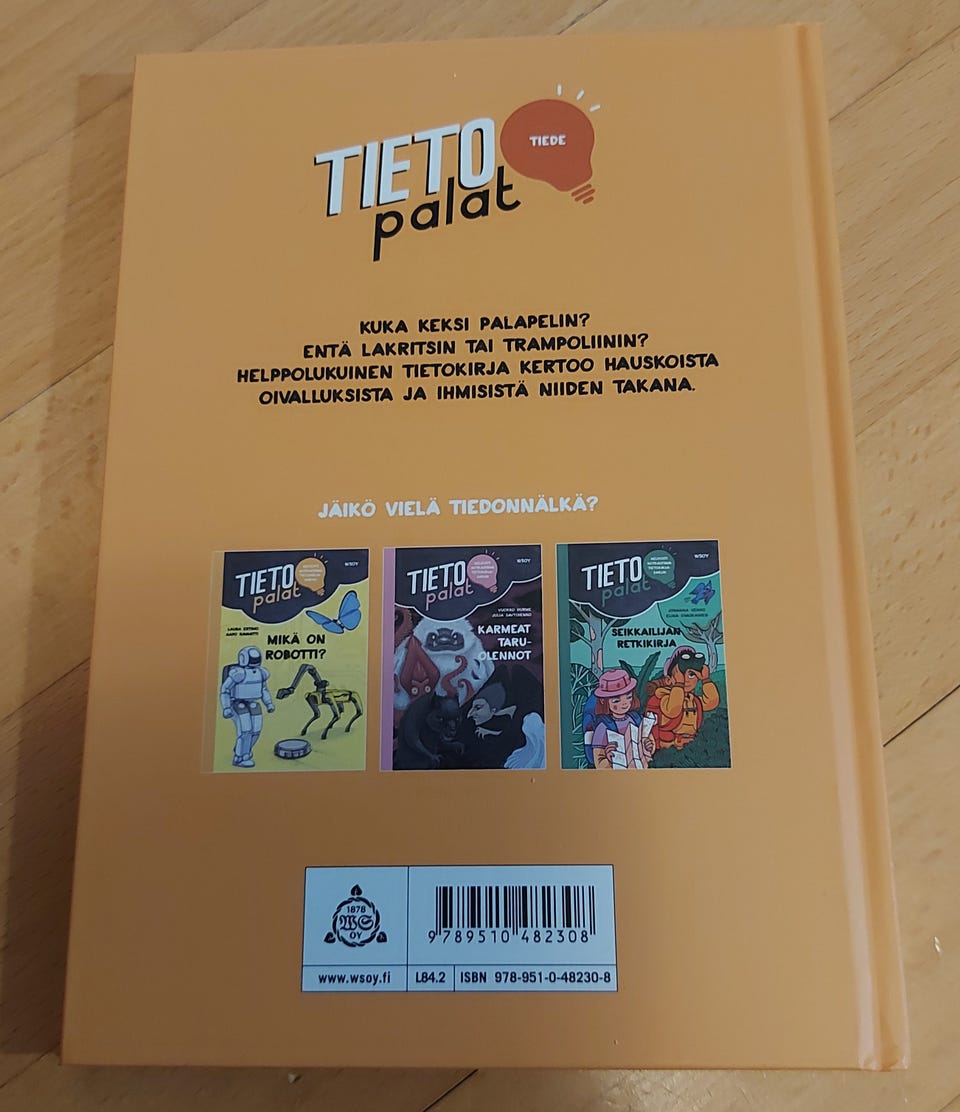 TIETO
palat
TIEDE
KUKA KEKSI PALAPELIN?
ENTÄ LAKRITSIN TAI TRAMPOLIININ?
HELPPOLUKUINEN TIETOKIRJA KERTOO HAUSKOISTA
OIVALLUKSISTA JA IHMISISTÄ NIIDEN TAKANA.
JÄIKÖ VIELÄ TIEDONNÄLKÄ?
TIETO
palat
WSOY
MIKÄ ON
ROBOTTI?
TIETO
palat
WSOY
KARMEAT
TARU-
OLENNOT
TIETO
palat
WSOY
SEIKKAILIJAN
RETKIKIRJA
1878
WS
OY
9 789510 482308
www.wsoy.fi
L84.2
ISBN 978-951-0-48230-8